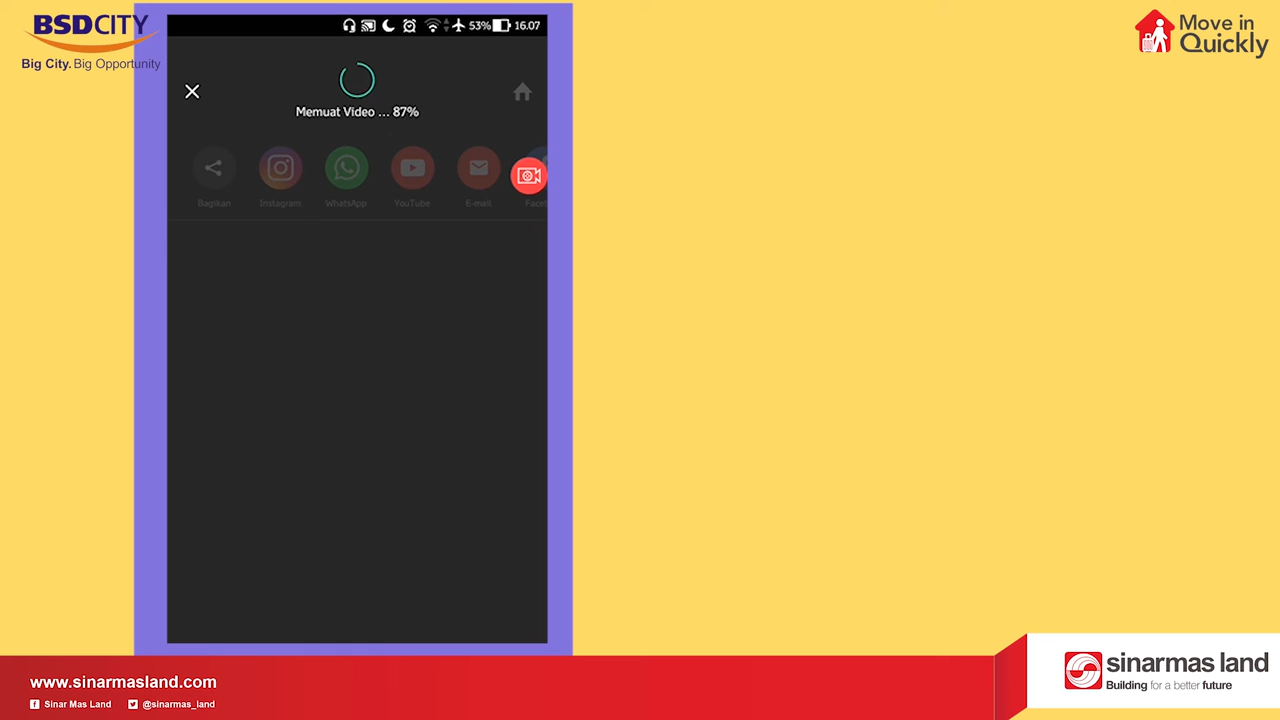 BSDCITY
Big City. Big Opportunity
53% 16.07
Memuat Video ... 87%
Bagikan
Instagram
WhatsApp
YouTube
E-mail
Faceb
Move in
Quickly
www.sinarmasland.com
Sinar Mas Land
@sinarmas_land
sinarmas land
Building for a better future